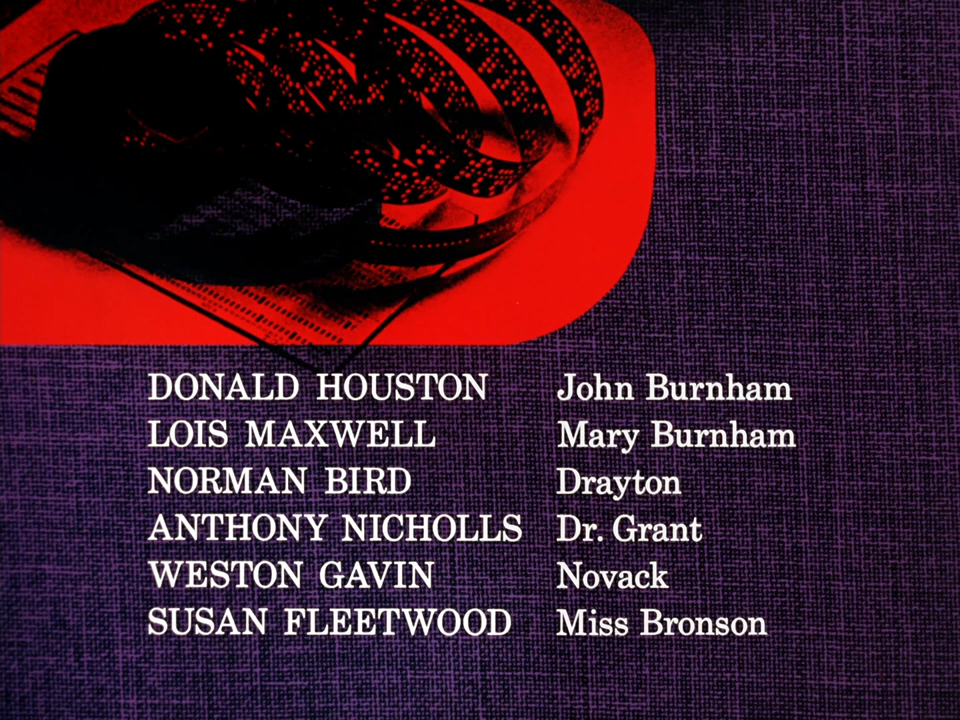 DONALD HOUSTON John Burnham
LOIS MAXWELL Mary Burnham
NORMAN BIRD Drayton
ANTHONY NICHOLLS Dr. Grant
WESTON GAVIN Novack
SUSAN FLEETWOOD Miss Bronson